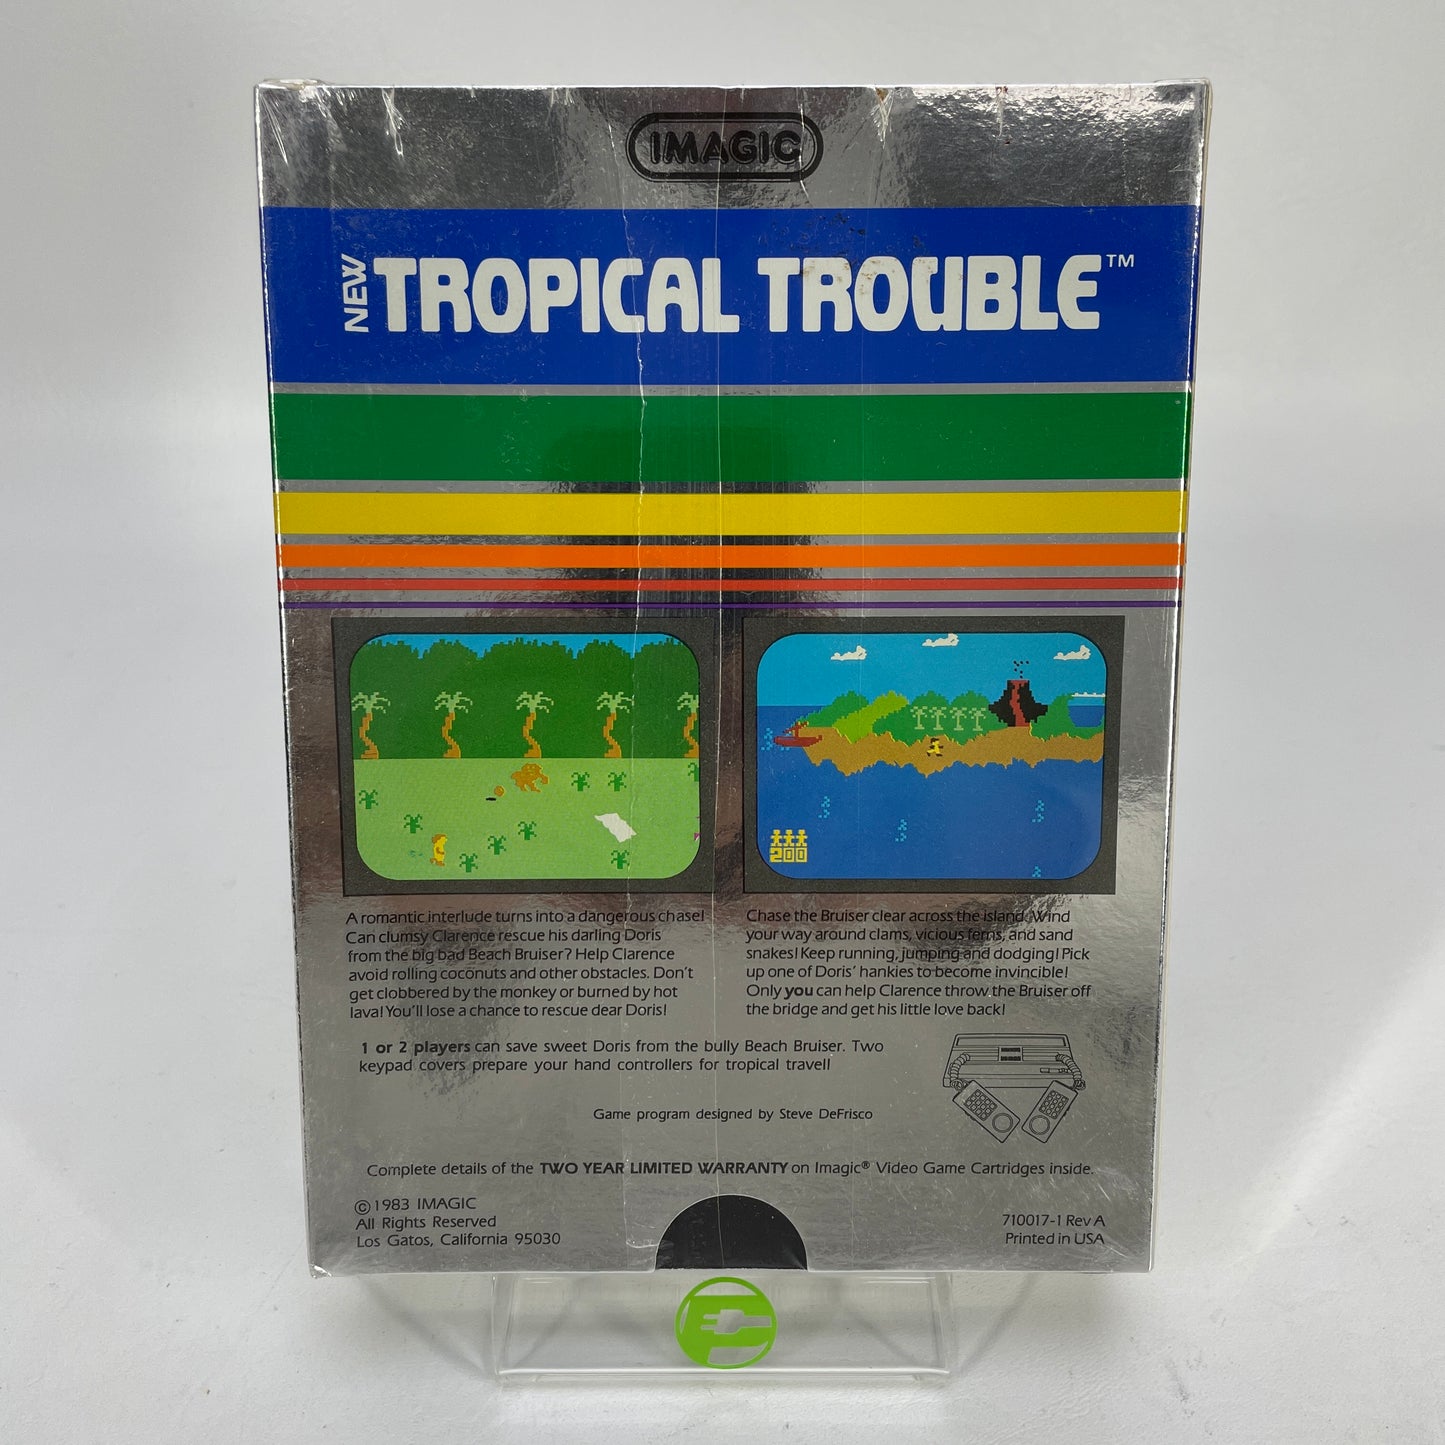 IMAGIC
NEW TROPICAL TROUBLE™
200
A romantic interlude turns into a dangerous chase!
Can clumsy Clarence rescue his darling Doris
from the big bad Beach Bruiser? Help Clarence
avoid rolling coconuts and other obstacles. Don't
get clobbered by the monkey or burned by hot
lava! You'll lose a chance to rescue dear Doris!
Chase the Bruiser clear across the island. Wind
your way around clams, vicious ferns, and sand
snakes! Keep running, jumping and dodging! Pick
up one of Doris' hankies to become invincible!
Only you can help Clarence throw the Bruiser off
the bridge and get his little love back!
1 or 2 players can save sweet Doris from the bully Beach Bruiser. Two
keypad covers prepare your hand controllers for tropical travel!
Game program designed by Steve DeFrisco
Complete details of the TWO YEAR LIMITED WARRANTY on Imagic® Video Game Cartridges inside.
© 1983 IMAGIC
All Rights Reserved
Los Gatos, California 95030
710017-1 Rev A
Printed in USA